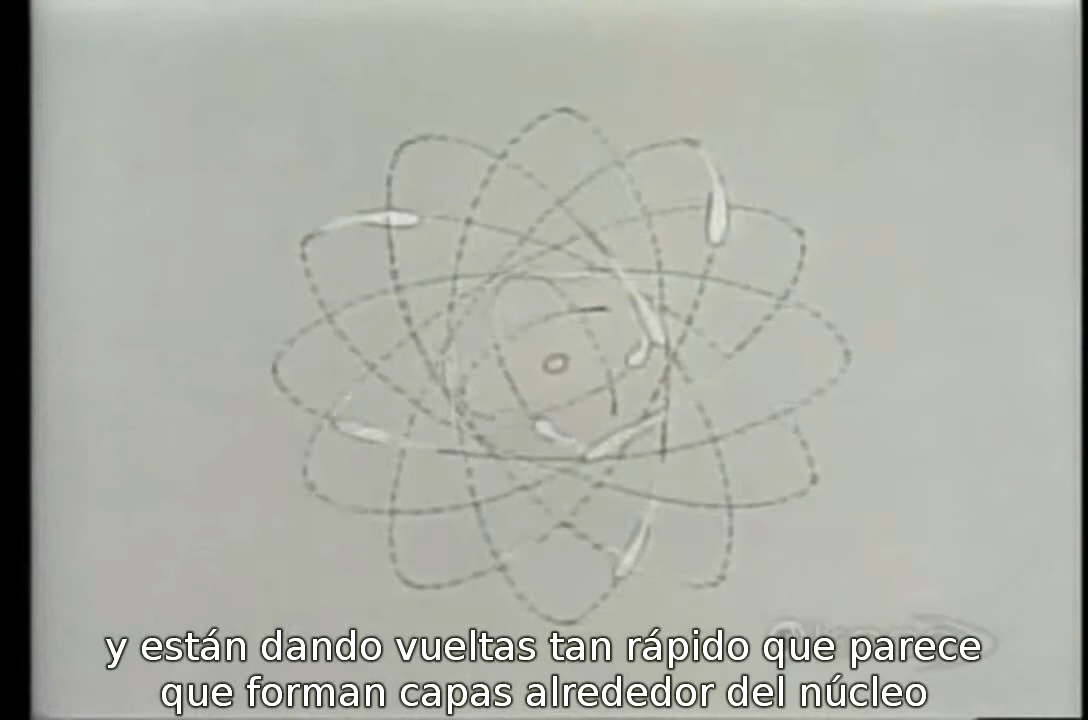 y están dando vueltas tan rápido que parece
que forman capas alrededor del núcleo